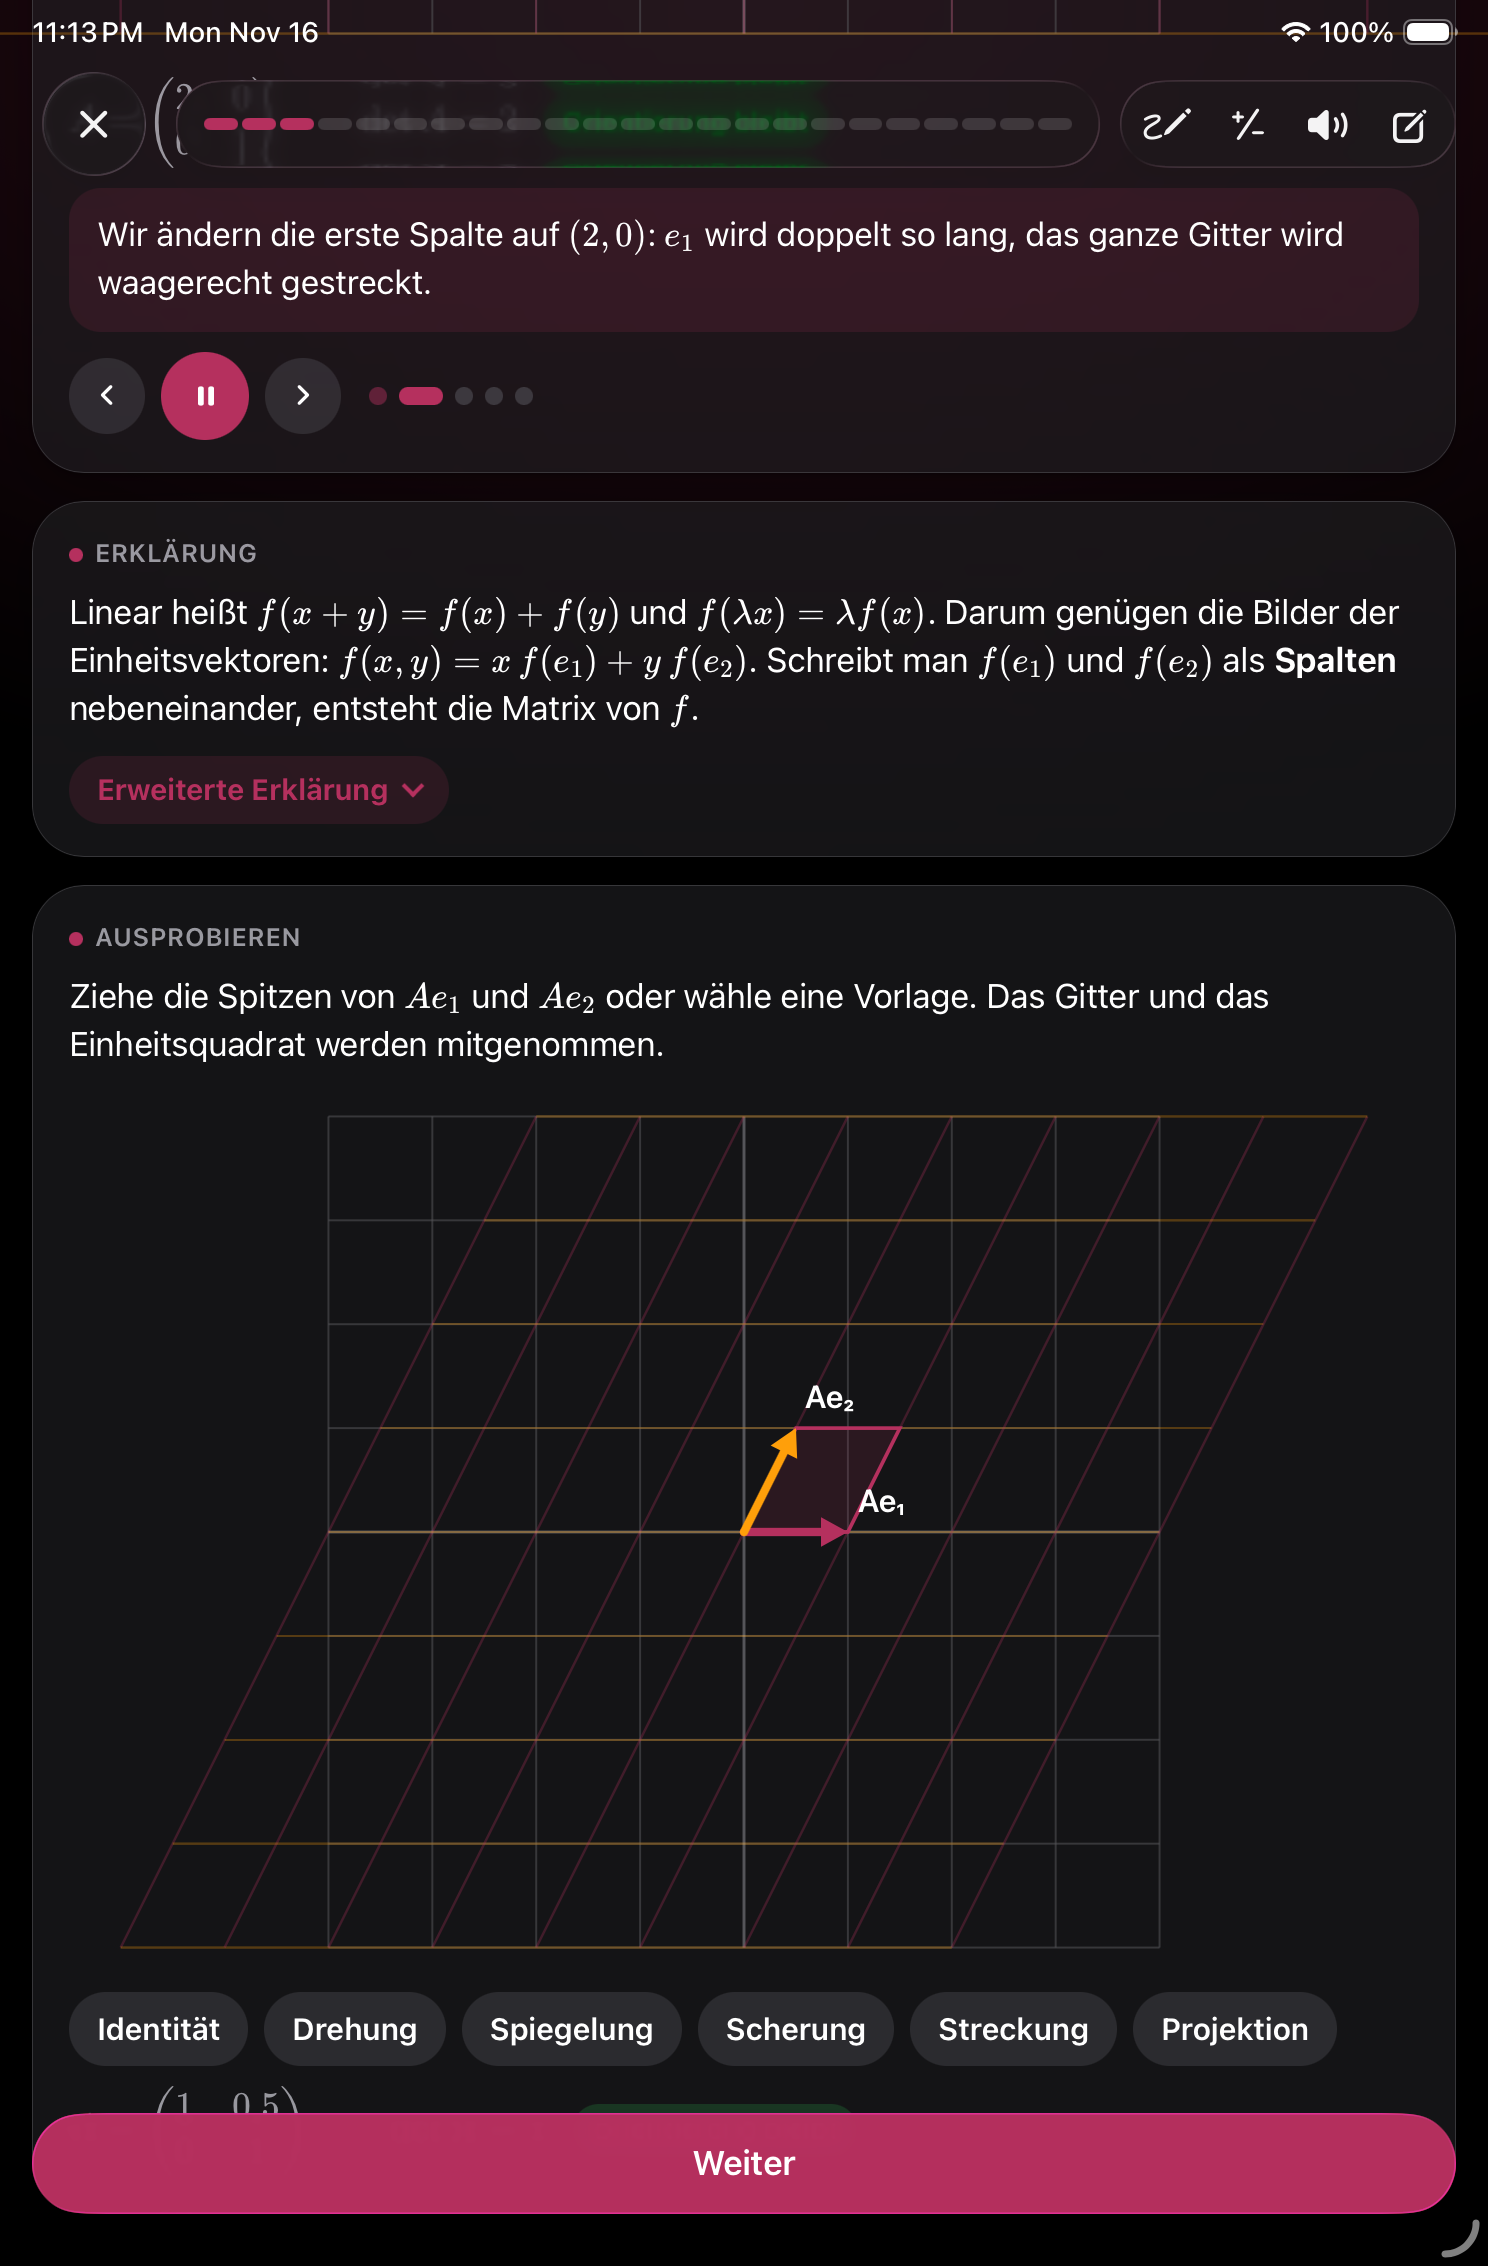 11:13 PM Mon Nov 16 100%
Wir ändern die erste Spalte auf (2, 0): e₁ wird doppelt so lang, das ganze Gitter wird
waagerecht gestreckt.
ERKLÄRUNG
Linear heißt f(x + y) = f(x) + f(y) und f(λx) = λf(x). Darum genügen die Bilder der
Einheitsvektoren: f(x, y) = x f(e₁) + y f(e₂). Schreibt man f(e₁) und f(e₂) als Spalten
nebeneinander, entsteht die Matrix von f.
Erweiterte Erklärung
AUSPROBIEREN
Ziehe die Spitzen von Ae₁ und Ae₂ oder wähle eine Vorlage. Das Gitter und das
Einheitsquadrat werden mitgenommen.
Ae₂
Ae₁
Identität Drehung Spiegelung Scherung Streckung Projektion
(1 0.5)
Weiter